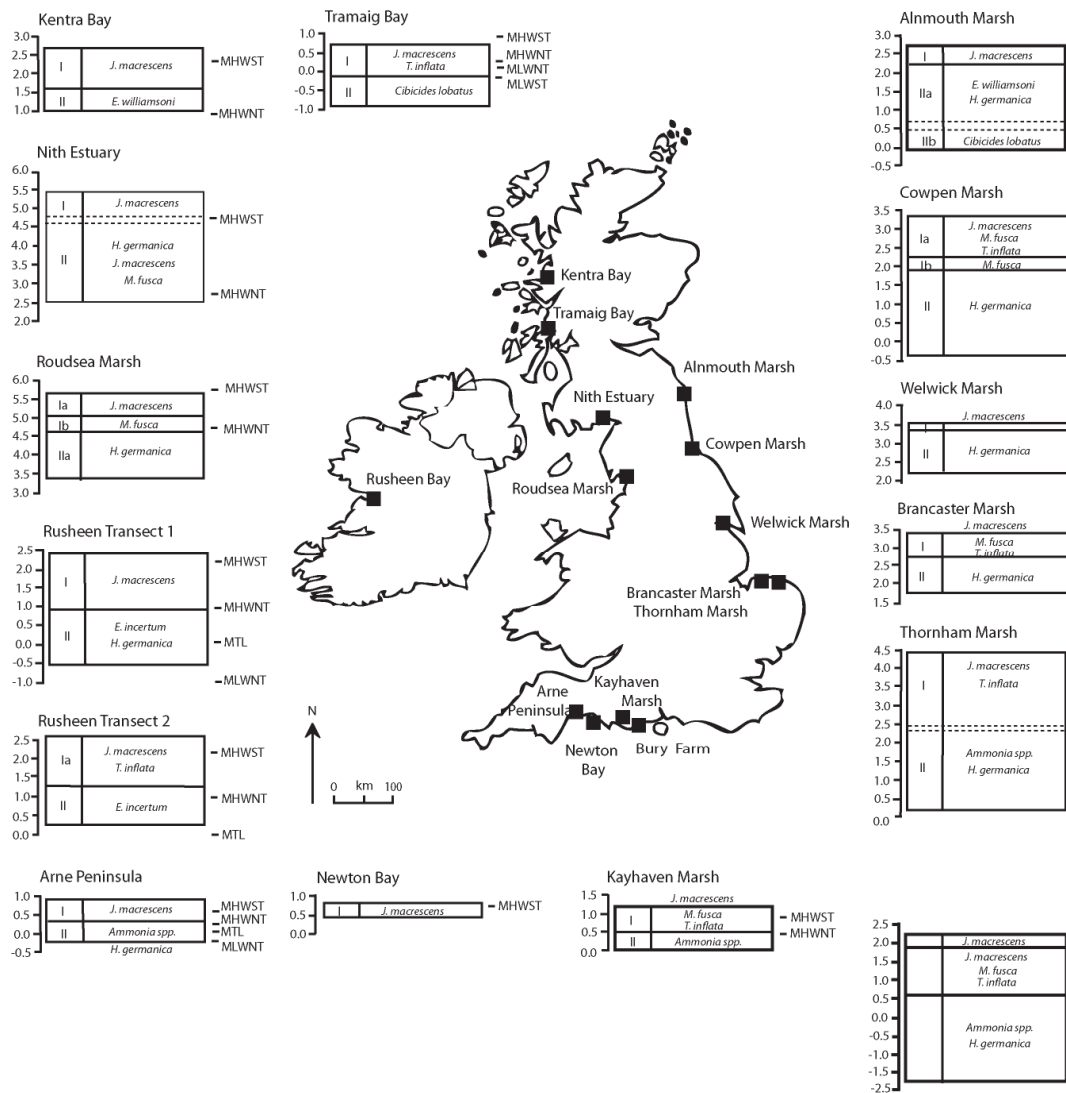 Kentra Bay
3.0
2.5
2.0
1.5
1.0
I
J. macrescens
II
E. williamsoni
MHWST
MHWNT
Tramaig Bay
1.0
0.5
0.0
-0.5
-1.0
I
J. macrescens
T. inflata
II
Cibicides lobatus
MHWST
MHWNT
MLWNT
MLWST
Alnmouth Marsh
3.0
2.5
2.0
1.5
1.0
0.5
0.0
-0.5
I
J. macrescens
IIa
E. williamsoni
H. germanica
IIb
Cibicides lobatus
Nith Estuary
6.0
5.5
5.0
4.5
4.0
3.5
3.0
2.5
2.0
I
J. macrescens
II
H. germanica
J. macrescens
M. fusca
MHWST
MHWNT
Cowpen Marsh
3.5
3.0
2.5
2.0
1.5
1.0
0.5
0.0
-0.5
Ia
J. macrescens
M. fusca
T. inflata
Ib
M. fusca
II
H. germanica
Roudsea Marsh
6.0
5.5
5.0
4.5
4.0
3.5
3.0
Ia
J. macrescens
Ib
M. fusca
IIa
H. germanica
MHWST
MHWNT
Welwick Marsh
4.0
3.5
3.0
2.5
2.0
J. macrescens
I
II
H. germanica
Rusheen Transect 1
2.5
2.0
1.5
1.0
0.5
0.0
-0.5
-1.0
I
J. macrescens
II
E. incertum
H. germanica
MHWST
MHWNT
MTL
MLWNT
Brancaster Marsh
3.5
3.0
2.5
2.0
1.5
J. macrescens
I
M. fusca
T. inflata
II
H. germanica
Rusheen Transect 2
2.5
2.0
1.5
1.0
0.5
0.0
Ia
J. macrescens
T. inflata
II
E. incertum
MHWST
MHWNT
MTL
Thornham Marsh
4.5
4.0
3.5
3.0
2.5
2.0
1.5
1.0
0.5
0.0
I
J. macrescens
T. inflata
II
Ammonia spp.
H. germanica
Kentra Bay
Tramaig Bay
Alnmouth Marsh
Nith Estuary
Cowpen Marsh
Rusheen Bay
Roudsea Marsh
Welwick Marsh
Brancaster Marsh
Thornham Marsh
Arne
Peninsula
Kayhaven
Marsh
Newton
Bay
Bury Farm
N
0 km 100
Arne Peninsula
1.0
0.5
0.0
-0.5
I
J. macrescens
II
Ammonia spp.
H. germanica
MHWST
MHWNT
MTL
MLWNT
Newton Bay
1.0
0.5
0.0
I
J. macrescens
MHWST
Kayhaven Marsh
1.5
1.0
0.5
0.0
J. macrescens
I
M. fusca
T. inflata
II
Ammonia spp.
MHWST
MHWNT
2.5
2.0
1.5
1.0
0.5
0.0
-0.5
-1.0
-1.5
-2.5
J. macrescens
J. macrescens
M. fusca
T. inflata
Ammonia spp.
H. germanica